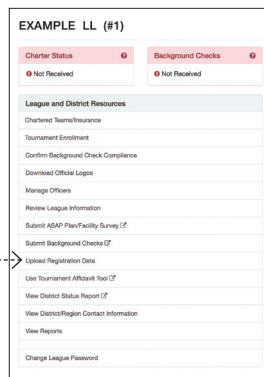 EXAMPLE LL (#1)
Charter Status
Background Checks
Not Received
Not Received
League and District Resources
Chartered Teams/Insurance
Tournament Enrollment
Confirm Background Check Compliance
Download Official Logos
Manage Officers
Review League Information
Submit ASAP Plan/Facility Survey
Submit Background Checks
Upload Registration Data
Use Tournament Affidavit Tool
View District Status Report
View District/Region Contact Information
View Reports
Change League Password